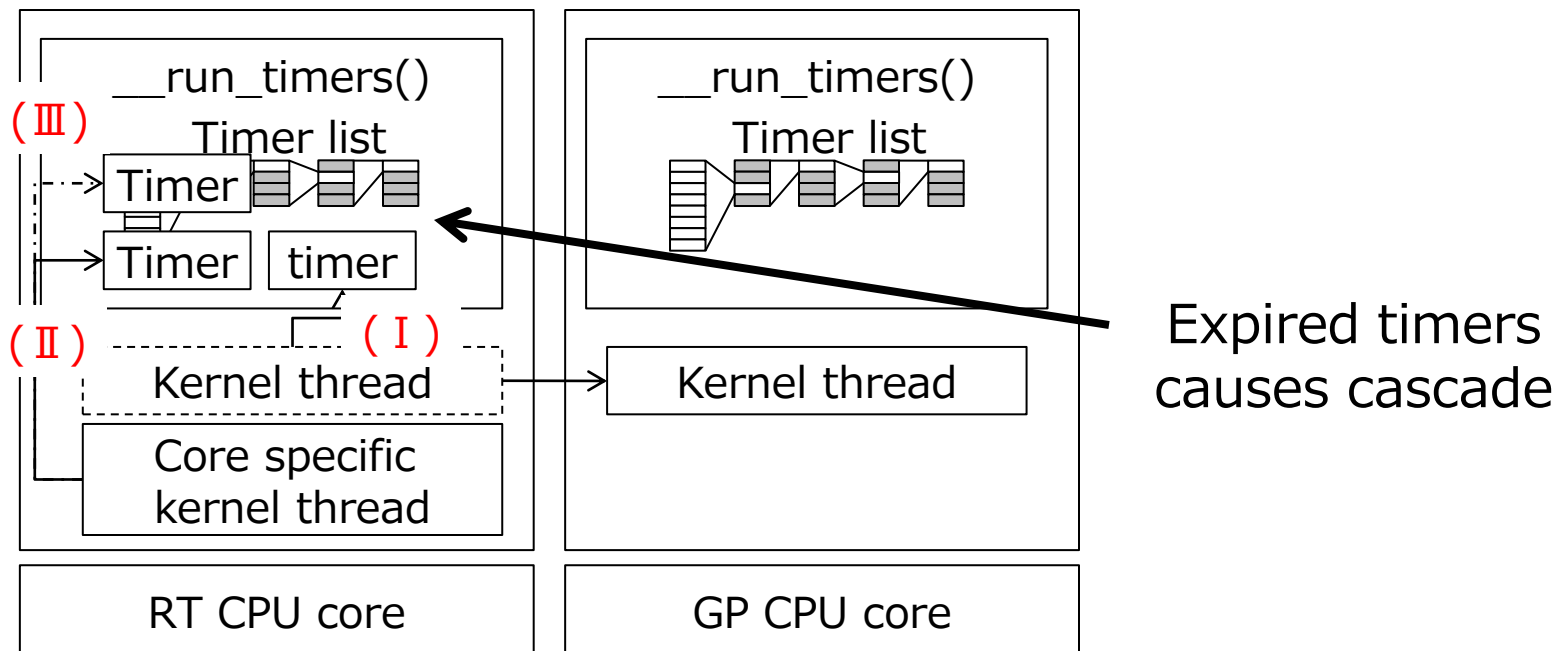 __run_timers()
Timer list
(Ⅲ)
Timer
Timer
timer
(Ⅱ)
(Ⅰ)
Kernel thread
Core specific
kernel thread
RT CPU core
__run_timers()
Timer list
Kernel thread
GP CPU core
Expired timers
causes cascade